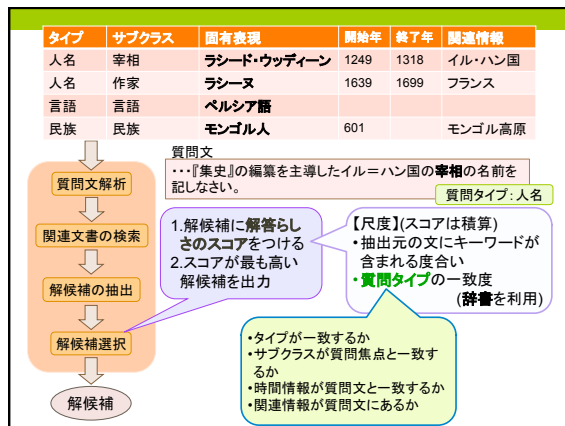 タイプ サブクラス 固有表現 開始年 終了年 関連情報
人名 宰相 ラシード・ウッディーン 1249 1318 イル・ハン国
人名 作家 ラシーヌ 1639 1699 フランス
言語 言語 ペルシア語
民族 民族 モンゴル人 601 モンゴル高原
質問文
・・・『集史』の編纂を主導したイル＝ハン国の宰相の名前を
記しなさい。
質問タイプ：人名
質問文解析
関連文書の検索
解候補の抽出
解候補選択
解候補
1.解候補に解答らし
さのスコアをつける
2.スコアが最も高い
解候補を出力
【尺度】(スコアは積算)
・抽出元の文にキーワードが
含まれる度合い
・質問タイプの一致度
(辞書を利用)
・タイプが一致するか
・サブクラスが質問焦点と一致す
るか
・時間情報が質問文と一致するか
・関連情報が質問文にあるか